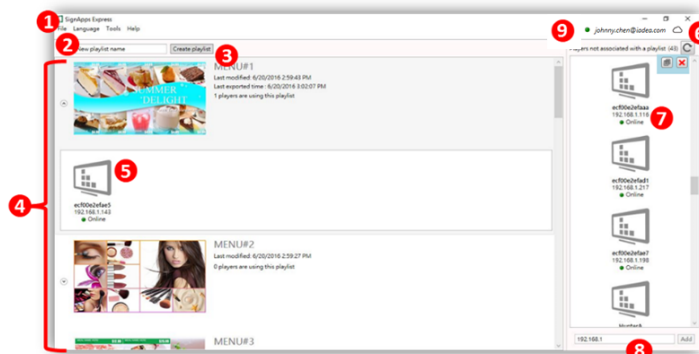 SignApps Express
1
File Language Tools Help
9
johnny.chen@iadea.com
6
2
new playlist name
Create playlist
3
Players not associated with a playlist (43)
MENU#1
Last modified: 6/20/2016 2:59:43 PM
Last exported time : 6/20/2016 3:02:07 PM
1 players are using this playlist
SUMMER
DELIGHT
ecf00e2efaaa
192.168.1.116
Online
7
5
ecf00e2efae5
192.168.1.143
Online
4
ecf00e2efad1
192.168.1.217
Online
MENU#2
Last modified: 6/20/2016 2:59:27 PM
0 players are using this playlist
ecf00e2efae7
192.168.1.198
Online
MENU#3
192.168.1
Add
8